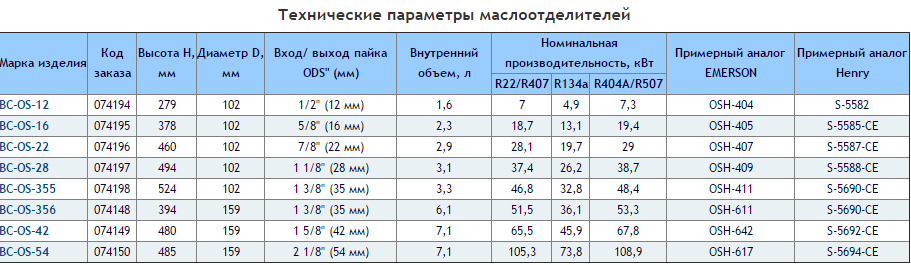 Технические параметры маслоотделителей
Марка изделия Код заказа Высота H, мм Диаметр D, мм Вход/ выход пайка ODS" (мм) Внутренний объем, л Номинальная производительность, кВт Примерный аналог EMERSON Примерный аналог Henry
R22/R407 R134a R404A/R507
BC-OS-12 074194 279 102 1/2" (12 мм) 1,6 7 4,9 7,3 OSH-404 S-5582
BC-OS-16 074195 378 102 5/8" (16 мм) 2,3 18,7 13,1 19,4 OSH-405 S-5585-CE
BC-OS-22 074196 460 102 7/8" (22 мм) 2,9 28,1 19,7 29 OSH-407 S-5587-CE
BC-OS-28 074197 494 102 1 1/8" (28 мм) 3,1 37,4 26,2 38,7 OSH-409 S-5588-CE
BC-OS-355 074198 524 102 1 3/8" (35 мм) 3,3 46,8 32,8 48,4 OSH-411 S-5690-CE
BC-OS-356 074148 394 159 1 3/8" (35 мм) 6,1 51,5 36,1 53,3 OSH-611 S-5690-CE
BC-OS-42 074149 480 159 1 5/8" (42 мм) 7,1 65,5 45,9 67,8 OSH-642 S-5692-CE
BC-OS-54 074150 485 159 2 1/8" (54 мм) 7,1 105,3 73,8 108,9 OSH-617 S-5694-CE